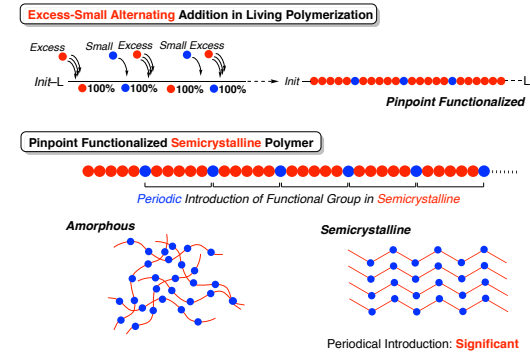 Excess-Small Alternating Addition in Living Polymerization
Excess Small Excess Small Excess
Init–L 100% 100% 100% 100% Init L
Pinpoint Functionalized
Pinpoint Functionalized Semicrystalline Polymer
Periodic Introduction of Functional Group in Semicrystalline
Amorphous Semicrystalline
Periodical Introduction: Significant